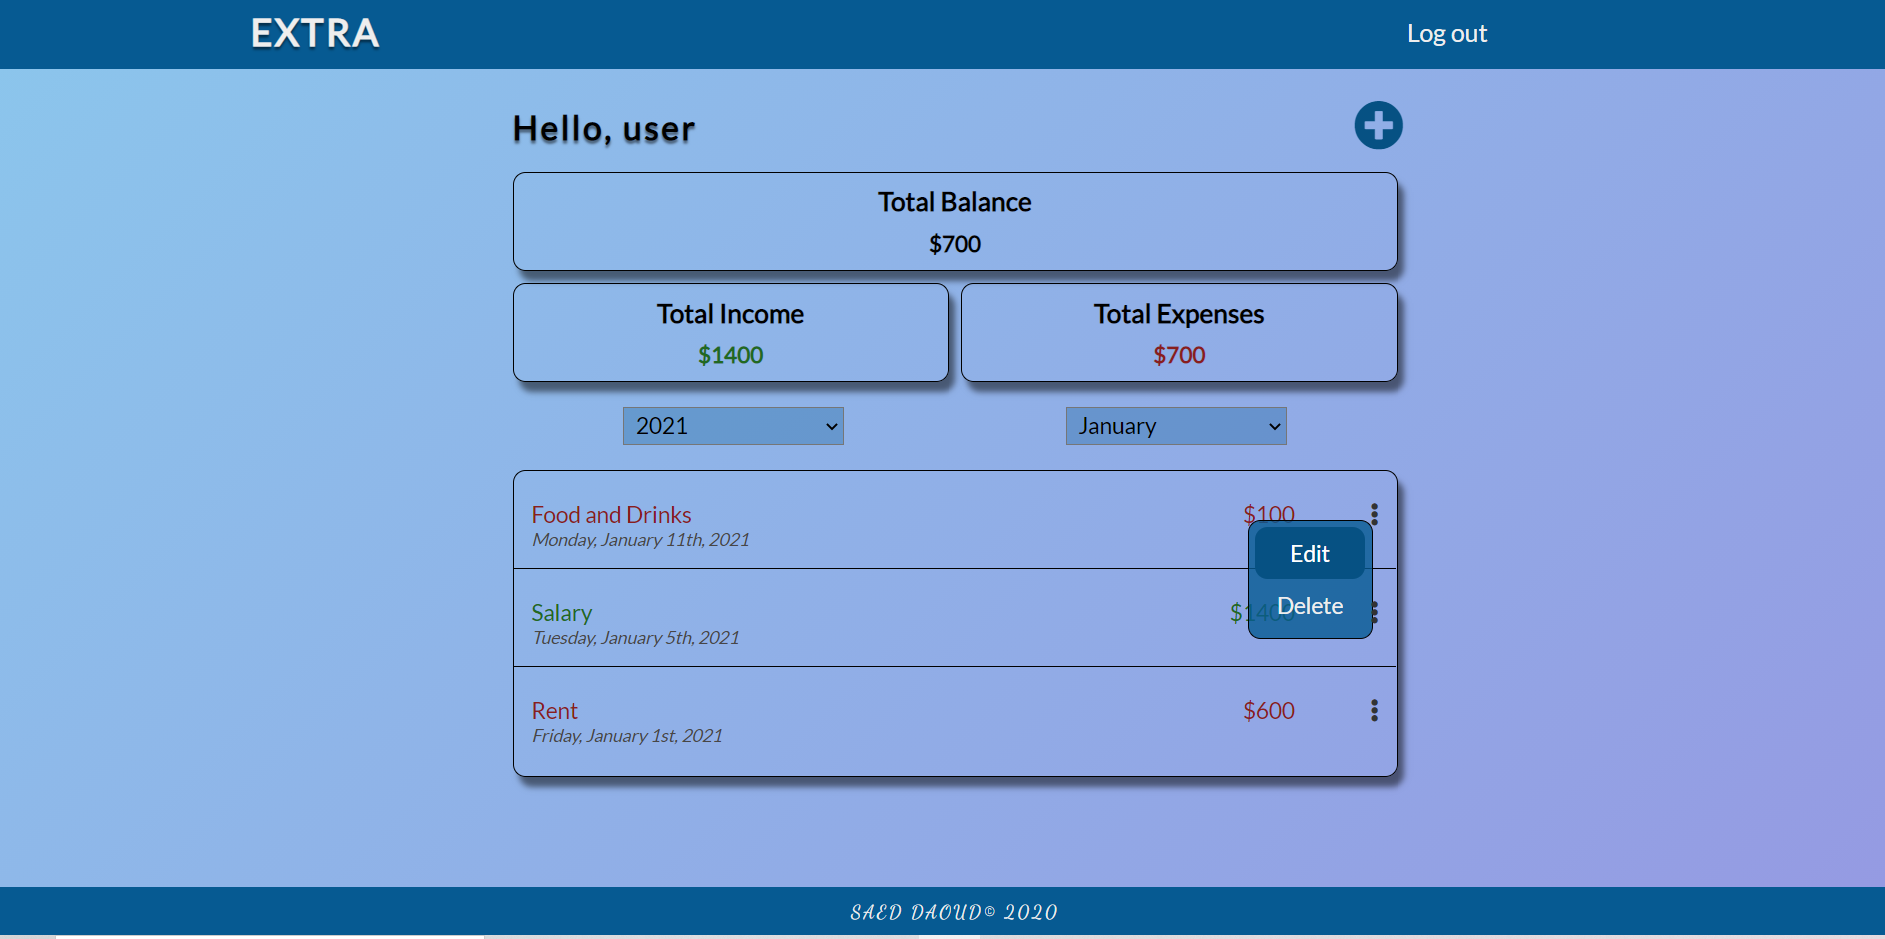 EXTRA
Log out
Hello, user
Total Balance
$700
Total Income
$1400
Total Expenses
$700
2021
January
Food and Drinks
$100
Monday, January 11th, 2021
Edit
Salary
$1400
Delete
Tuesday, January 5th, 2021
Rent
$600
Friday, January 1st, 2021
SAED DAOUD© 2020